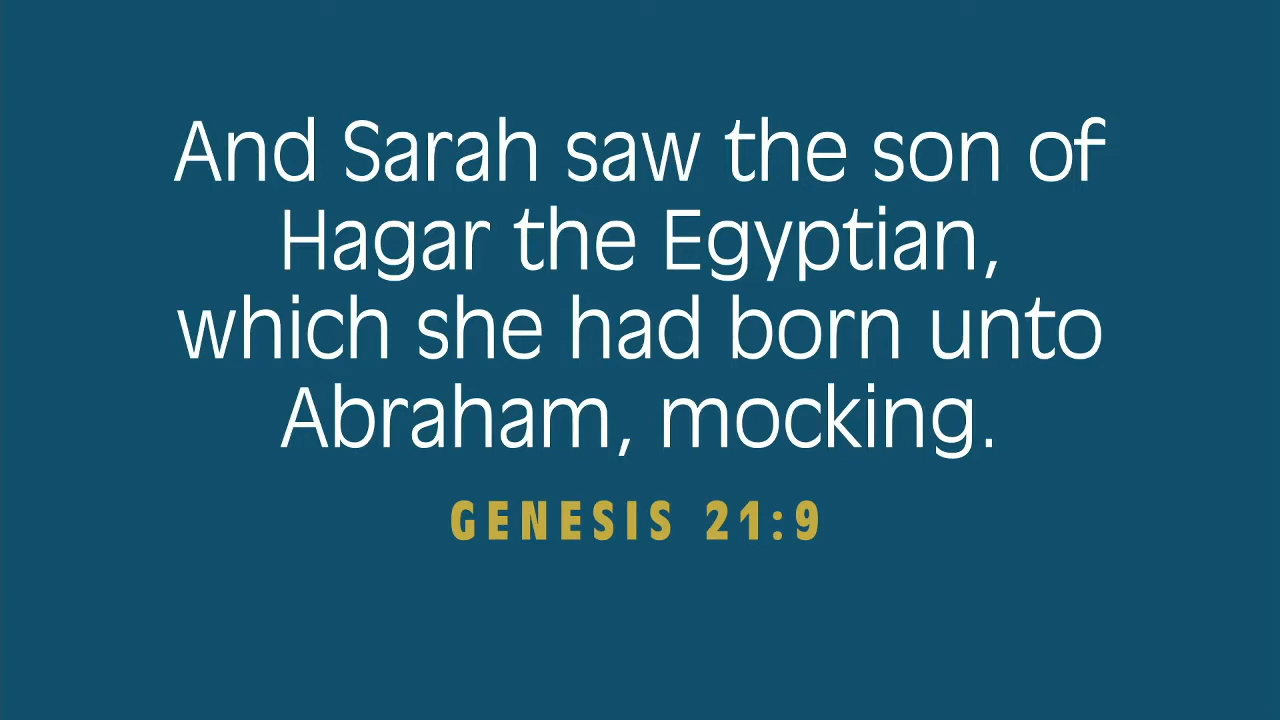 And Sarah saw the son of
Hagar the Egyptian,
which she had born unto
Abraham, mocking.
GENESIS 21:9